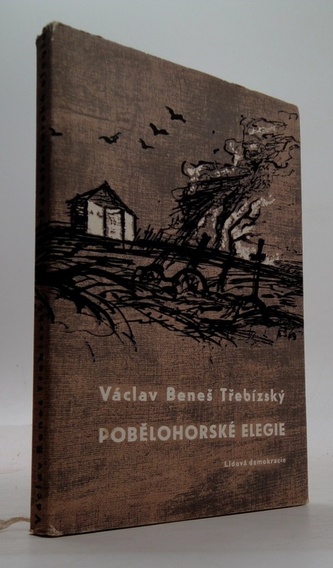 Václav Beneš Třebízský
POBĚLOHORSKÉ ELEGIE
Lidová demokracie